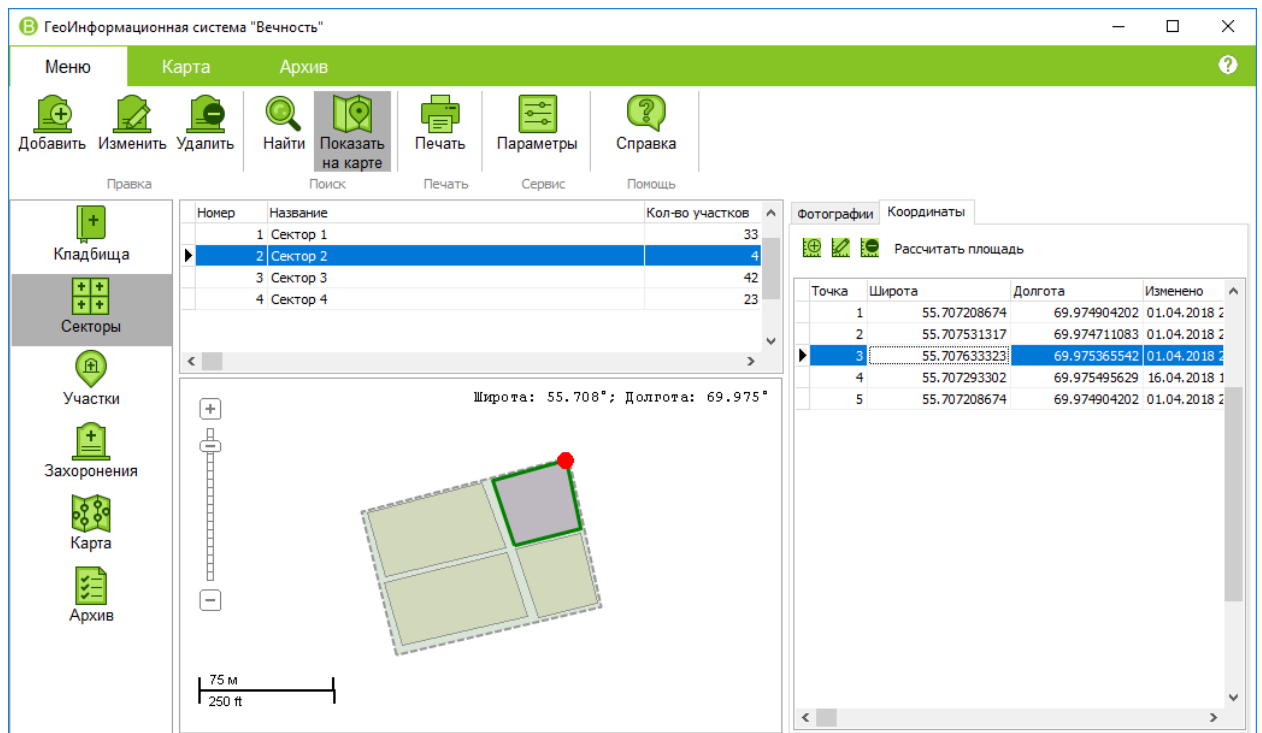 ГеоИнформационная система "Вечность"
Меню Карта Архив
Добавить Изменить Удалить Найти Показать на карте Печать Параметры Справка
Правка Поиск Печать Сервис Помощь
Кладбища
Секторы
Участки
Захоронения
Карта
Архив
Номер Название Кол-во участков
1 Сектор 1 33
2 Сектор 2 4
3 Сектор 3 42
4 Сектор 4 23
Широта: 55.708°; Долгота: 69.975°
75 м
250 ft
Фотографии Координаты
Рассчитать площадь
Точка Широта Долгота Изменено
1 55.707208674 69.974904202 01.04.2018 2
2 55.707531317 69.974711083 01.04.2018 2
3 55.707633323 69.975365542 01.04.2018 2
4 55.707293302 69.975495629 16.04.2018 1
5 55.707208674 69.974904202 01.04.2018 2